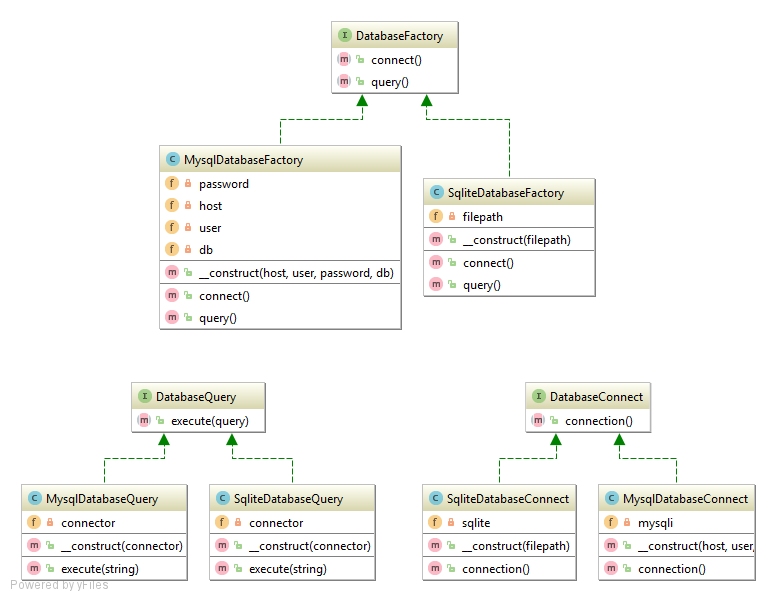 I DatabaseFactory
m connect()
m query()
C MysqlDatabaseFactory
f password
f host
f user
f db
m __construct(host, user, password, db)
m connect()
m query()
C SqliteDatabaseFactory
f filepath
m __construct(filepath)
m connect()
m query()
I DatabaseQuery
m execute(query)
C MysqlDatabaseQuery
f connector
m __construct(connector)
m execute(string)
C SqliteDatabaseQuery
f connector
m __construct(connector)
m execute(string)
I DatabaseConnect
m connection()
C SqliteDatabaseConnect
f sqlite
m __construct(filepath)
m connection()
C MysqlDatabaseConnect
f mysqli
m __construct(host, user,
m connection()
Powered by yFiles